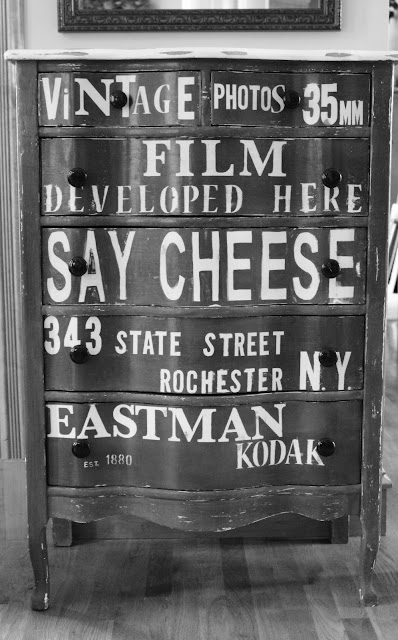 ViNTAGE PHOTOS 35MM
FILM
DEVELOPED HERE
SAY CHEESE
343 STATE STREET
ROCHESTER N.Y.
EASTMAN
EST. 1880 KODAK